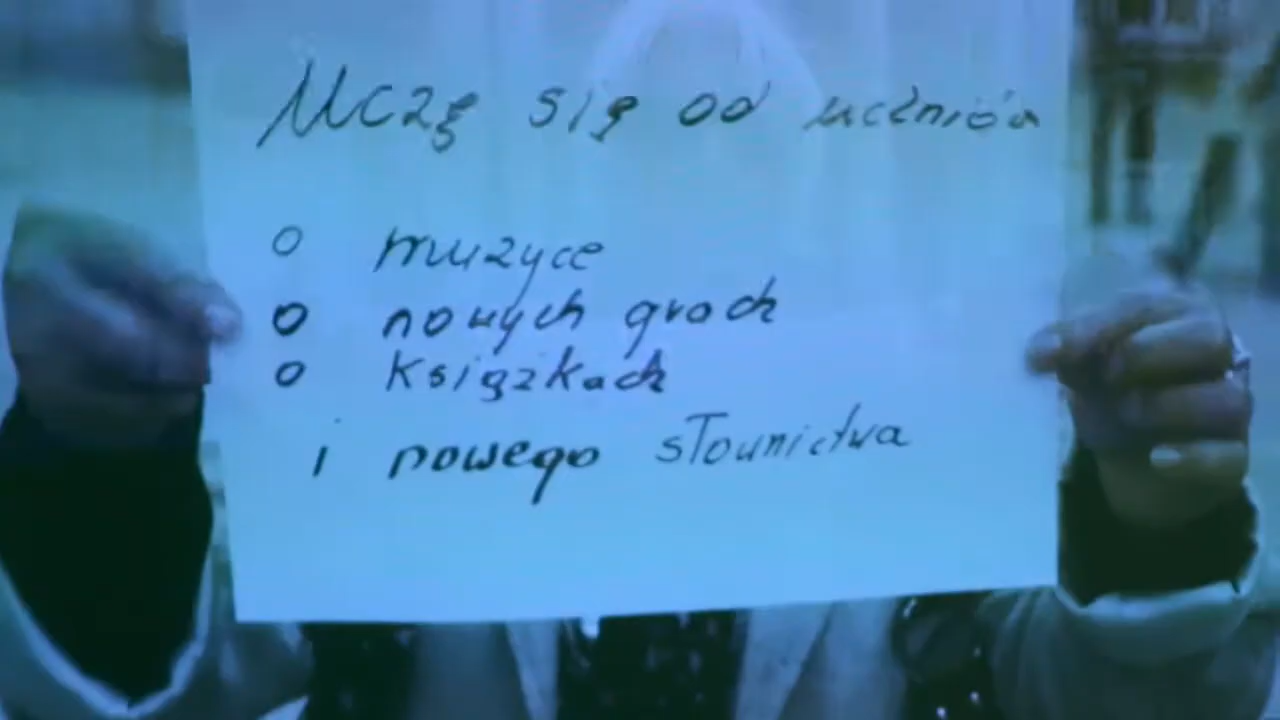 Uczę się od uczniów
o muzyce
o nowych grach
o książkach
i nowego słownictwa